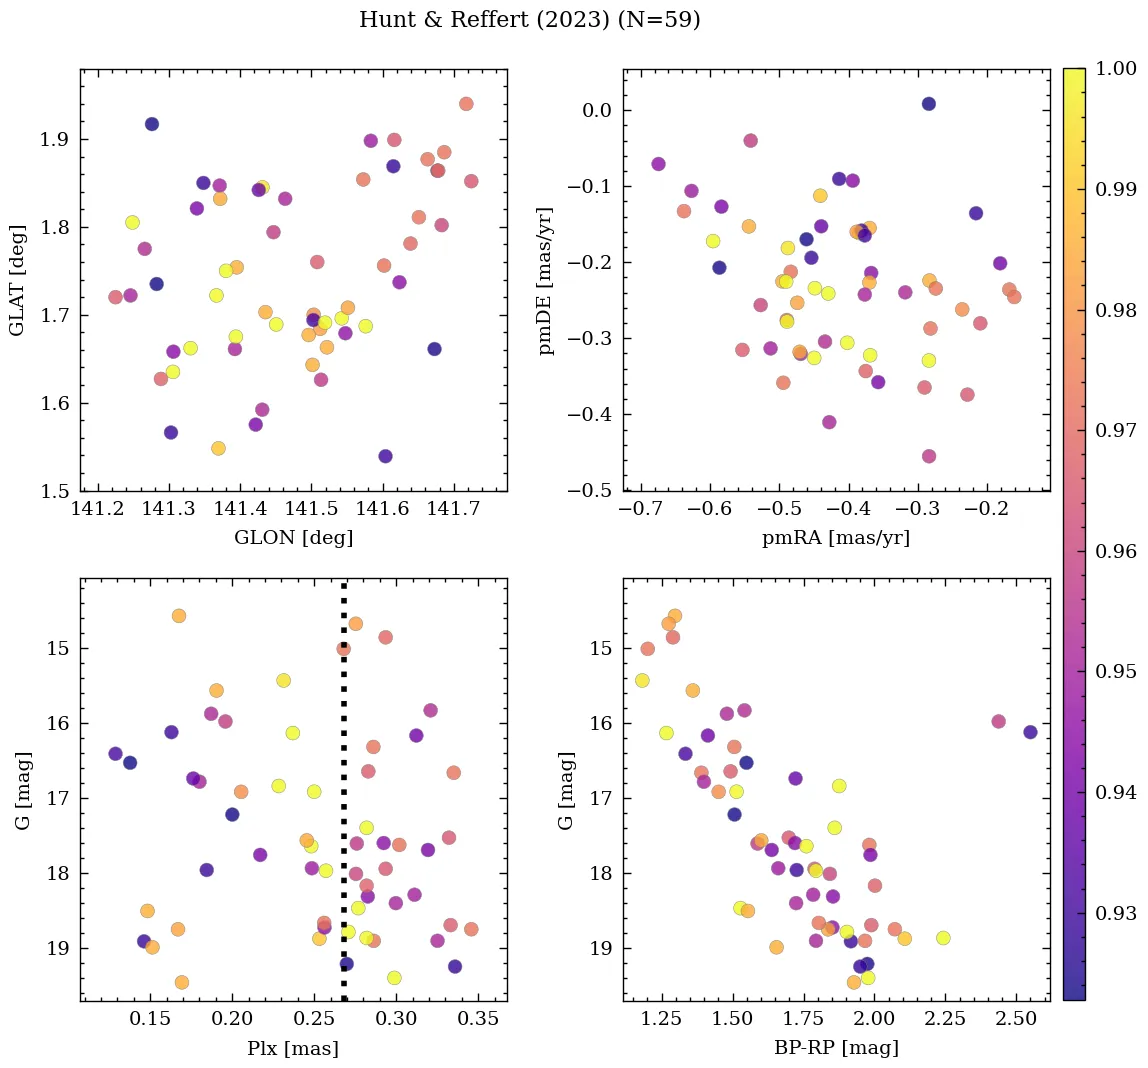 Hunt & Reffert (2023) (N=59)
1.9
1.8
1.7
1.6
1.5
GLAT [deg]
141.2 141.3 141.4 141.5 141.6 141.7
GLON [deg]
0.0
−0.1
−0.2
−0.3
−0.4
−0.5
pmDE [mas/yr]
−0.7 −0.6 −0.5 −0.4 −0.3 −0.2
pmRA [mas/yr]
15
16
17
18
19
G [mag]
0.15 0.20 0.25 0.30 0.35
Plx [mas]
15
16
17
18
19
G [mag]
1.25 1.50 1.75 2.00 2.25 2.50
BP-RP [mag]
1.00
0.99
0.98
0.97
0.96
0.95
0.94
0.93